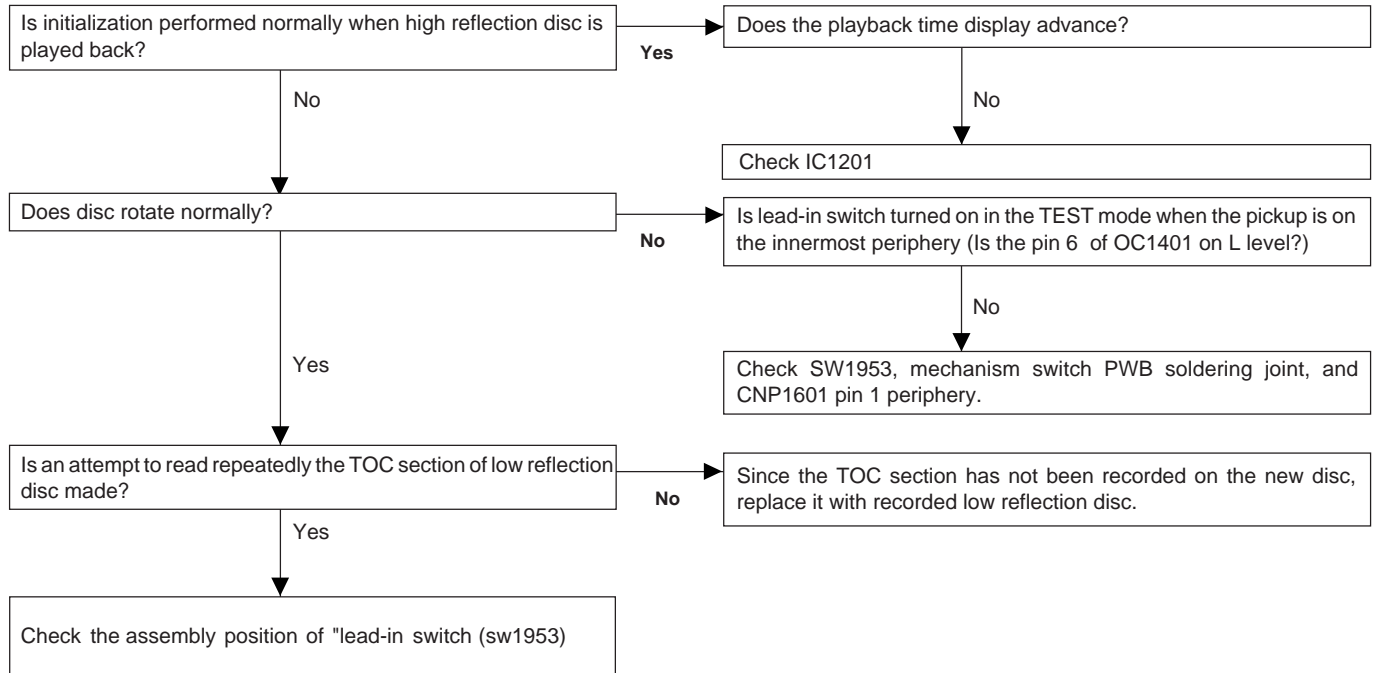 Is initialization performed normally when high reflection disc is
played back?
Yes
Does the playback time display advance?
No
No
Check IC1201
Does disc rotate normally?
No
Is lead-in switch turned on in the TEST mode when the pickup is on
the innermost periphery (Is the pin 6 of OC1401 on L level?)
No
Yes
Check SW1953, mechanism switch PWB soldering joint, and
CNP1601 pin 1 periphery.
Is an attempt to read repeatedly the TOC section of low reflection
disc made?
No
Since the TOC section has not been recorded on the new disc,
replace it with recorded low reflection disc.
Yes
Check the assembly position of "lead-in switch (sw1953)